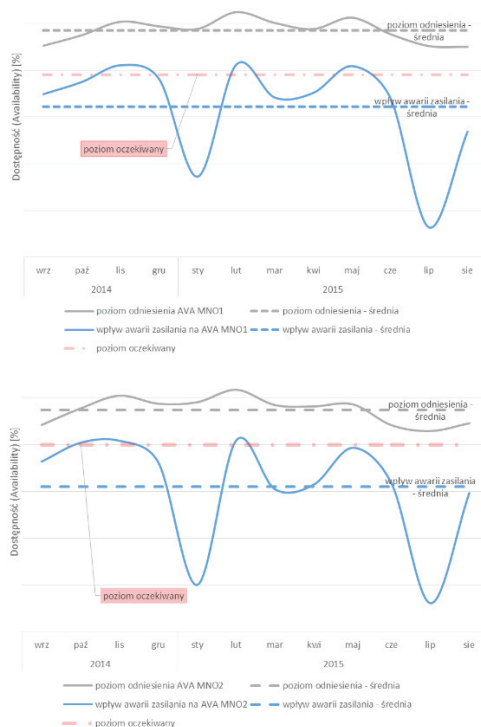 Dostępność (Availability) [%]
poziom odniesienia -
średnia
wpływ awarii zasilania -
średnia
poziom oczekiwany
wrz paź lis gru sty lut mar kwi maj cze lip sie
2014 2015
poziom odniesienia AVA MNO1 poziom odniesienia - średnia
wpływ awarii zasilania na AVA MNO1 wpływ awarii zasilania - średnia
poziom oczekiwany
Dostępność (Availability) [%]
poziom odniesienia -
średnia
wpływ awarii zasilania
- średnia
poziom oczekiwany
wrz paź lis gru sty lut mar kwi maj cze lip sie
2014 2015
poziom odniesienia AVA MNO2 poziom odniesienia - średnia
wpływ awarii zasilania na AVA MNO2 wpływ awarii zasilania - średnia
poziom oczekiwany